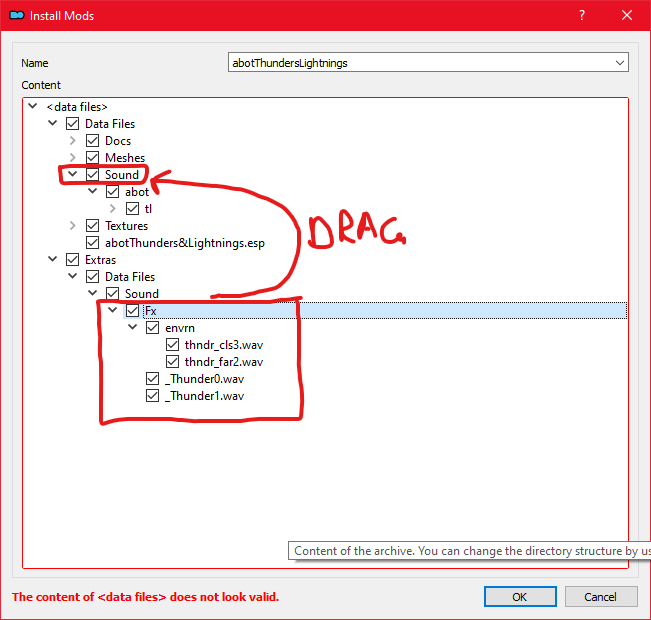 Install Mods
?
Name
abotThundersLightnings
Content
<data files>
Data Files
Docs
Meshes
Sound
abot
tl
Textures
abotThunders&Lightnings.esp
Extras
Data Files
Sound
Fx
envrn
thndr_cls3.wav
thndr_far2.wav
_Thunder0.wav
_Thunder1.wav
DRAG
Content of the archive. You can change the directory structure by us
The content of <data files> does not look valid.
OK
Cancel